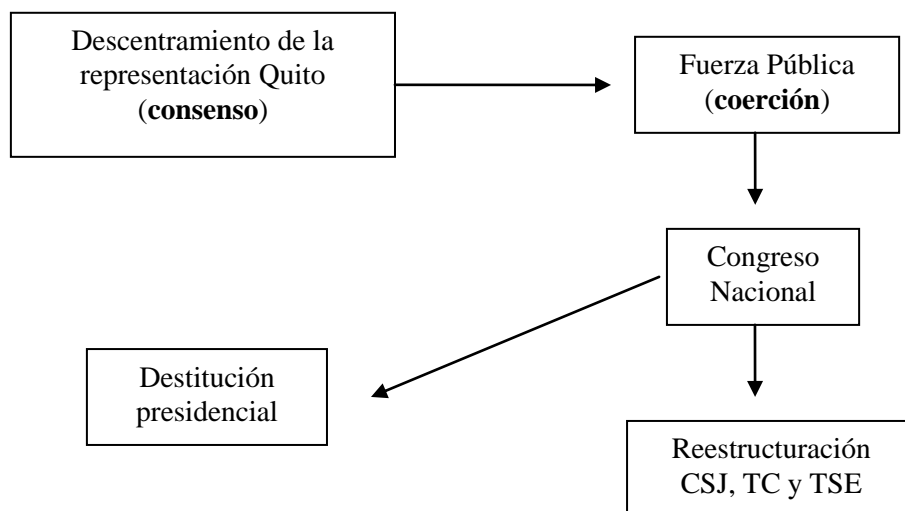 Descentramiento de la
representación Quito
(consenso)
Fuerza Pública
(coerción)
Congreso
Nacional
Destitución
presidencial
Reestructuración
CSJ, TC y TSE